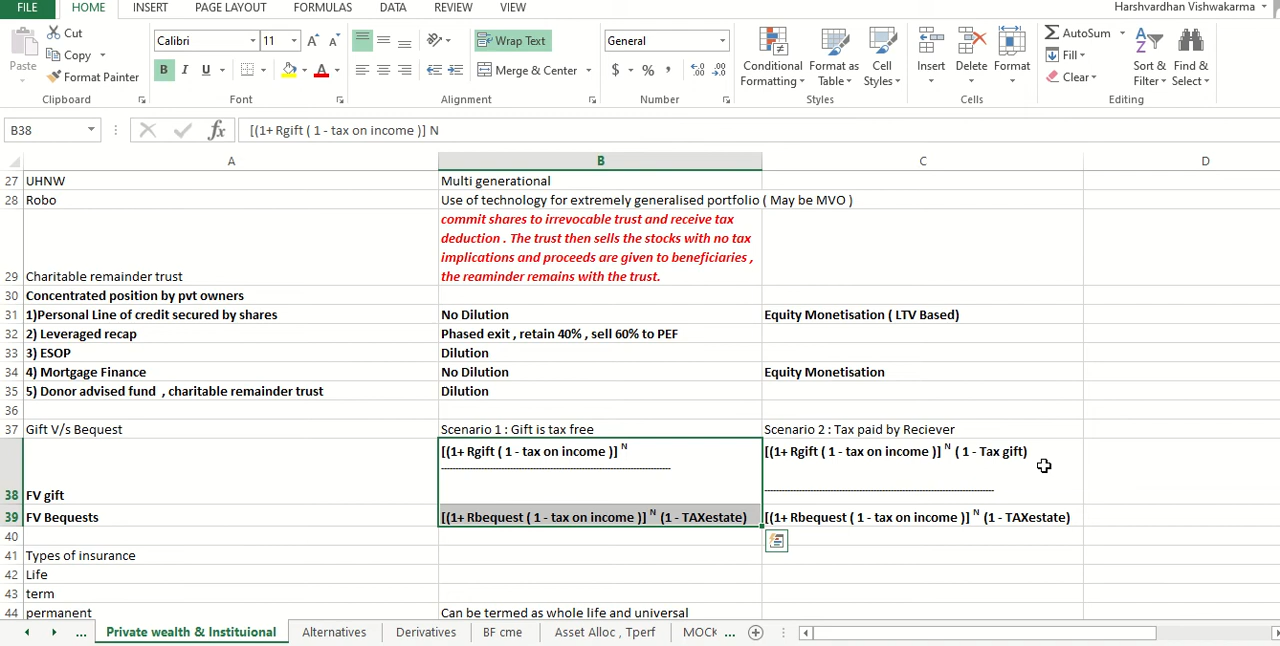 FILE HOME INSERT PAGE LAYOUT FORMULAS DATA REVIEW VIEW Harshvardhan Vishwakarma
Paste
Cut
Copy
Format Painter
Clipboard
Calibri 11
A A
B I U A
Font
Wrap Text
Merge & Center
Alignment
General
$ % ,
Number
Conditional Formatting
Format as Table
Cell Styles
Styles
Insert Delete Format
Cells
AutoSum
Fill
Clear
Sort & Filter
Find & Select
Editing
B38 fx [(1+ Rgift ( 1 - tax on income )] N
A B C D
27 UHNW Multi generational
28 Robo Use of technology for extremely generalised portfolio ( May be MVO )
commit shares to irrevocable trust and receive tax
deduction . The trust then sells the stocks with no tax
implications and proceeds are given to beneficiaries ,
29 Charitable remainder trust the reaminder remains with the trust.
30 Concentrated position by pvt owners
31 1)Personal Line of credit secured by shares No Dilution Equity Monetisation ( LTV Based)
32 2) Leveraged recap Phased exit , retain 40% , sell 60% to PEF
33 3) ESOP Dilution
34 4) Mortgage Finance No Dilution Equity Monetisation
35 5) Donor advised fund , charitable remainder trust Dilution
36
37 Gift V/s Bequest Scenario 1 : Gift is tax free Scenario 2 : Tax paid by Reciever
[(1+ Rgift ( 1 - tax on income )] N [(1+ Rgift ( 1 - tax on income )] N ( 1 - Tax gift)
38 FV gift
39 FV Bequests [(1+ Rbequest ( 1 - tax on income )] N (1 - TAXestate) [(1+ Rbequest ( 1 - tax on income )] N (1 - TAXestate)
40
41 Types of insurance
42 Life
43 term
44 permanent Can be termed as whole life and universal
... Private wealth & Instituional Alternatives Derivatives BF cme Asset Alloc , Tperf MOCK ...